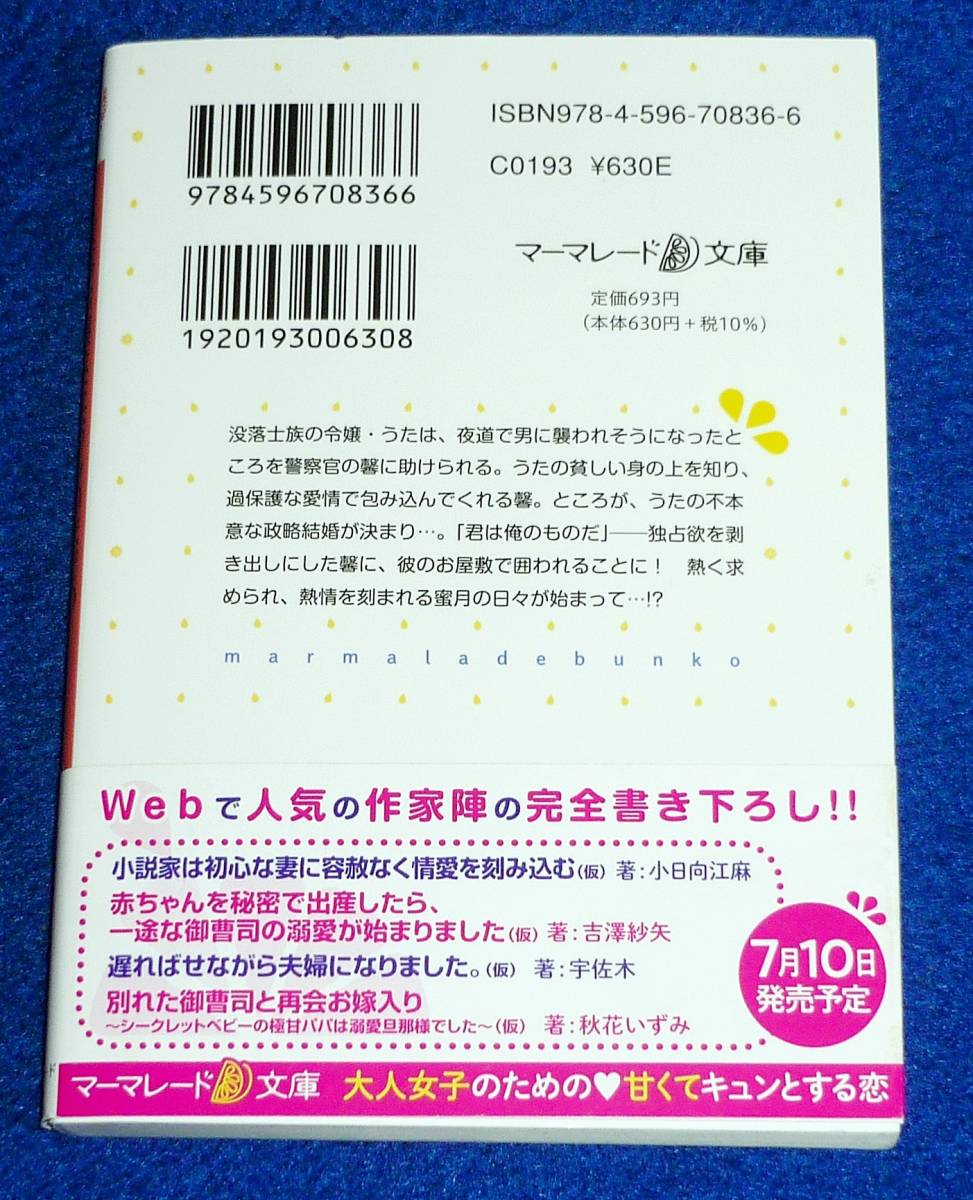 9784596708366
ISBN978-4-596-70836-6
C0193 ¥630E
1920193006308
マーマレード文庫
定価693円
(本体630円+税10%)
没落士族の令嬢・うたは、夜道で男に襲われそうになったと
ころを警察官の馨に助けられる。うたの貧しい身の上を知り、
過保護な愛情で包み込んでくれる馨。ところが、うたの不本
意な政略結婚が決まり…。「君は俺のものだ」――独占欲を剥
き出しにした馨に、彼のお屋敷で囲われることに!　熱く求
められ、熱情を刻まれる蜜月の日々が始まって…!?
marmaladebunko
Webで人気の作家陣の完全書き下ろし!!
小説家は初心な妻に容赦なく情愛を刻み込む(仮) 著:小日向江麻
赤ちゃんを秘密で出産したら、
一途な御曹司の溺愛が始まりました(仮) 著:吉澤紗矢
遅ればせながら夫婦になりました。(仮) 著:宇佐木
別れた御曹司と再会お嫁入り
〜シークレットベビーの極甘パパは溺愛旦那様でした〜(仮) 著:秋花いずみ
7月10日
発売予定
ド
マーマレード文庫 大人女子のための♥甘くてキュンとする恋